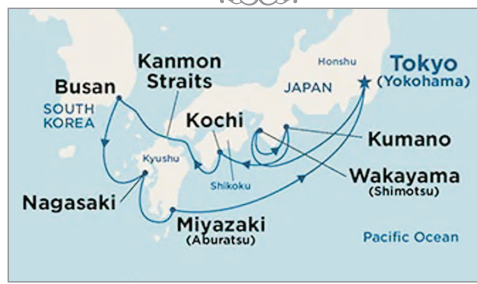 Kanmon
Straits
Honshu
Tokyo
(Yokohama)
Busan
JAPAN
SOUTH
KOREA
Kochi
Kumano
Kyushu
Shikoku
Wakayama
(Shimotsu)
Nagasaki
Miyazaki
(Aburatsu)
Pacific Ocean